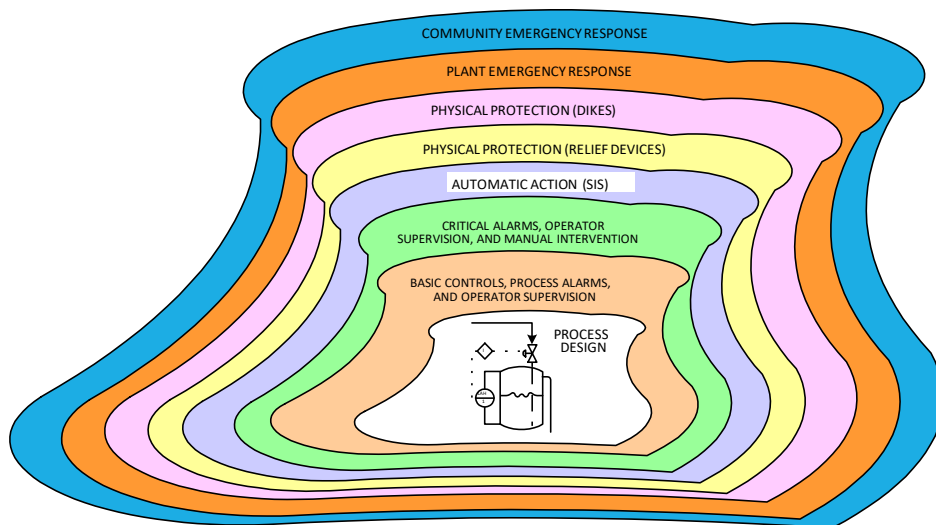 COMMUNITY EMERGENCY RESPONSE
PLANT EMERGENCY RESPONSE
PHYSICAL PROTECTION (DIKES)
PHYSICAL PROTECTION (RELIEF DEVICES)
AUTOMATIC ACTION (SIS)
CRITICAL ALARMS, OPERATOR
SUPERVISION, AND MANUAL INTERVENTION
BASIC CONTROLS, PROCESS ALARMS,
AND OPERATOR SUPERVISION
PROCESS
DESIGN
1